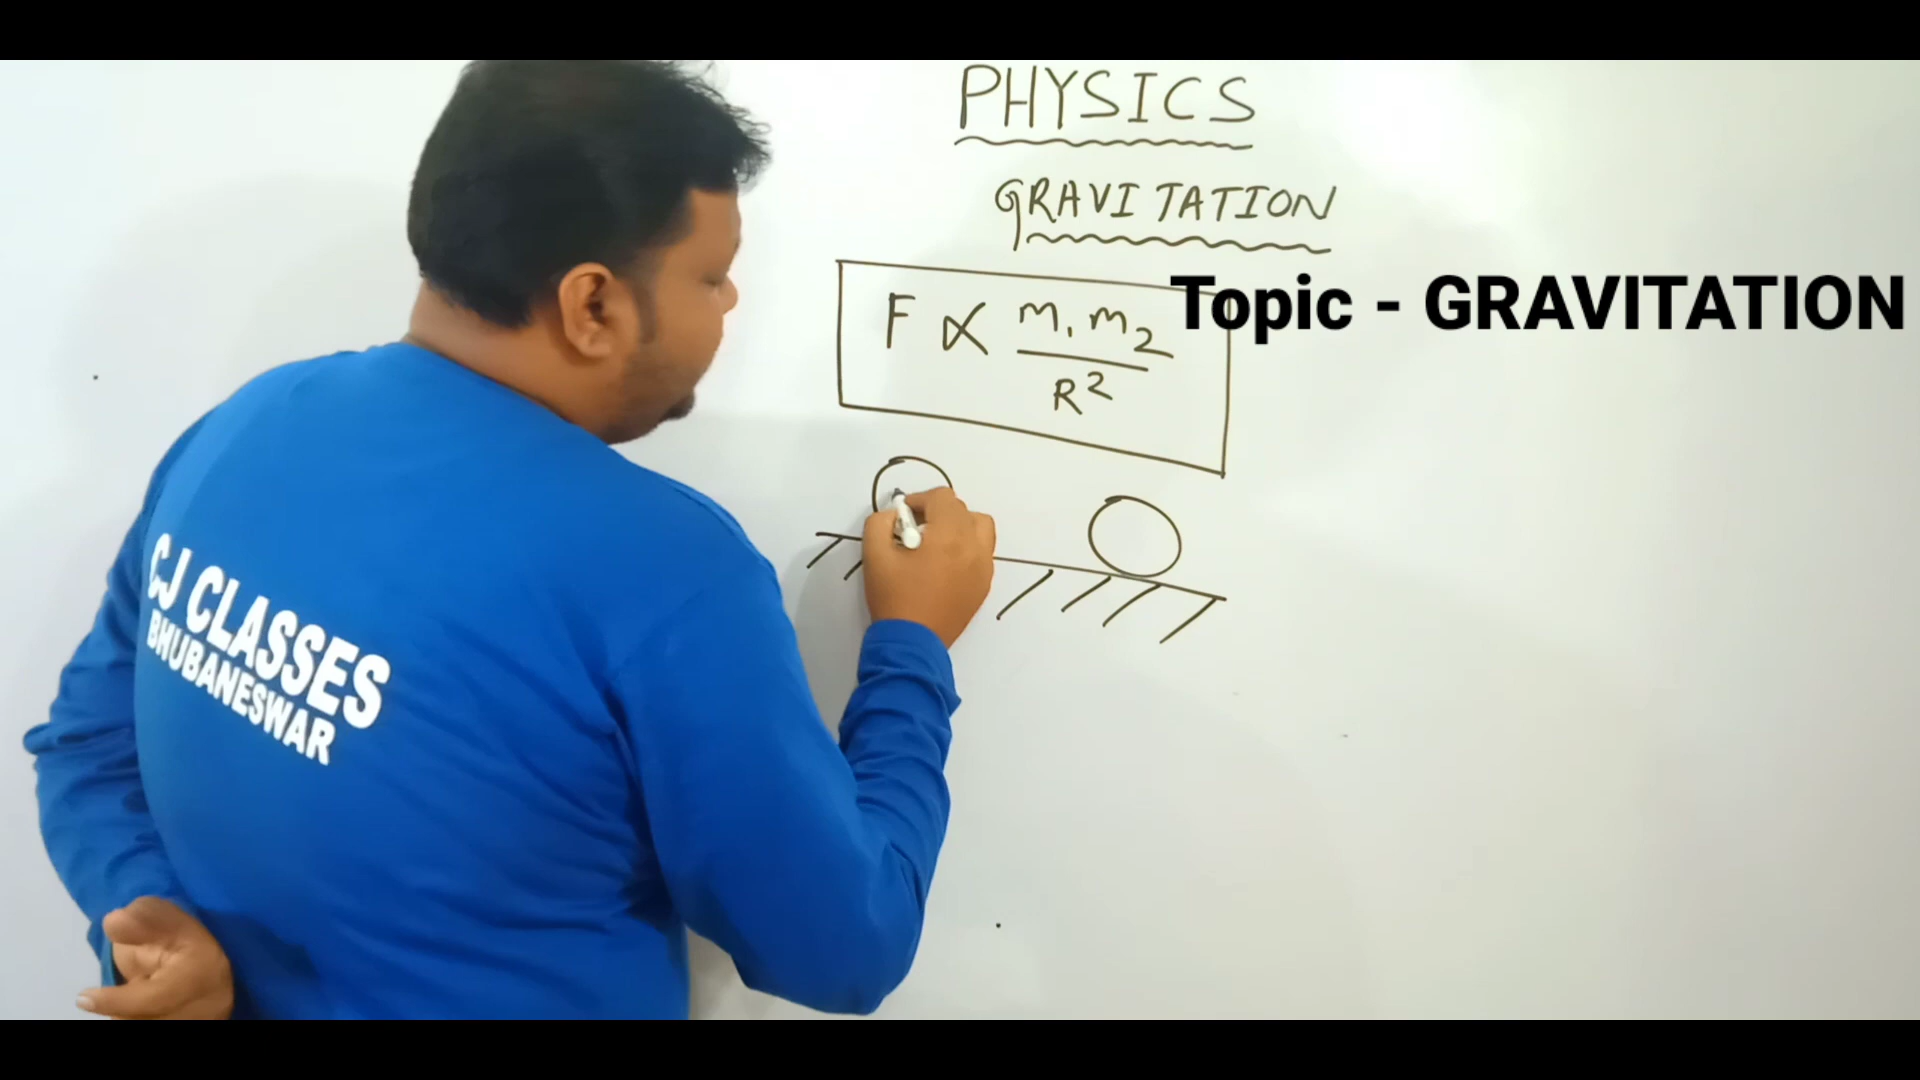 PHYSICS
GRAVITATION
Topic - GRAVITATION
F ∝ m₁m₂/R²
CJ CLASSES
BHUBANESWAR